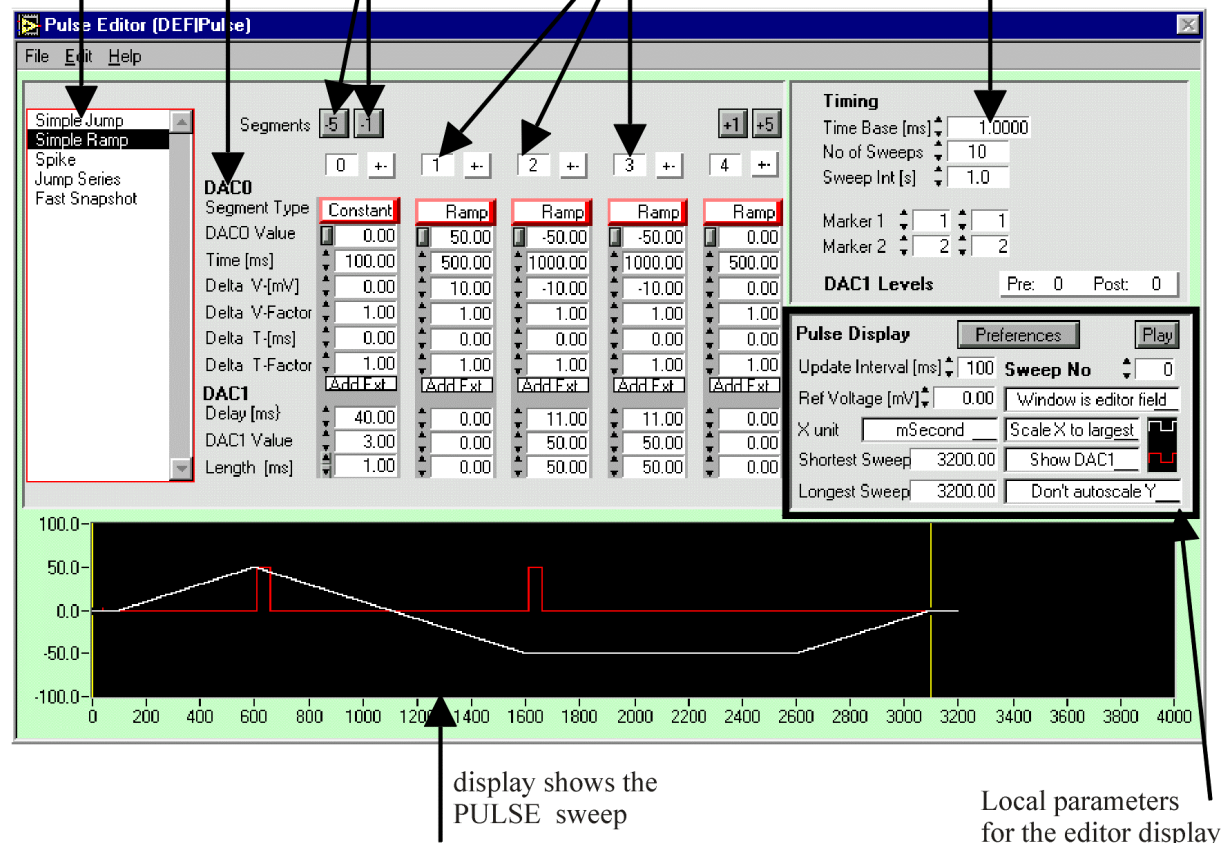 Pulse Editor (DEF|Pulse)
File Edit Help
Simple Jump
Simple Ramp
Spike
Jump Series
Fast Snapshot
Segments -5 -1 +1 +5
0 +- 1 +- 2 +- 3 +- 4 +-
DAC0
Segment Type Constant Ramp Ramp Ramp Ramp
DAC0 Value 0.00 50.00 -50.00 -50.00 0.00
Time [ms] 100.00 500.00 1000.00 1000.00 500.00
Delta V-[mV] 0.00 10.00 -10.00 -10.00 0.00
Delta V-Factor 1.00 1.00 1.00 1.00 1.00
Delta T-[ms] 0.00 0.00 0.00 0.00 0.00
Delta T-Factor 1.00 1.00 1.00 1.00 1.00
Add Ext Add Ext Add Ext Add Ext Add Ext
DAC1
Delay [ms} 40.00 0.00 11.00 11.00 0.00
DAC1 Value 3.00 0.00 50.00 50.00 0.00
Length [ms] 1.00 0.00 50.00 50.00 0.00
Timing
Time Base [ms] 1.0000
No of Sweeps 10
Sweep Int [s] 1.0
Marker 1 1 1
Marker 2 2 2
DAC1 Levels Pre: 0 Post: 0
Pulse Display Preferences Play
Update Interval [ms] 100 Sweep No 0
Ref Voltage [mV] 0.00 Window is editor field
X unit mSecond Scale X to largest
Shortest Sweep 3200.00 Show DAC1
Longest Sweep 3200.00 Don't autoscale Y
100.0
50.0
0.0
-50.0
-100.0
0 200 400 600 800 1000 1200 1400 1600 1800 2000 2200 2400 2600 2800 3000 3200 3400 3600 3800 4000
display shows the
PULSE sweep
Local parameters
for the editor display